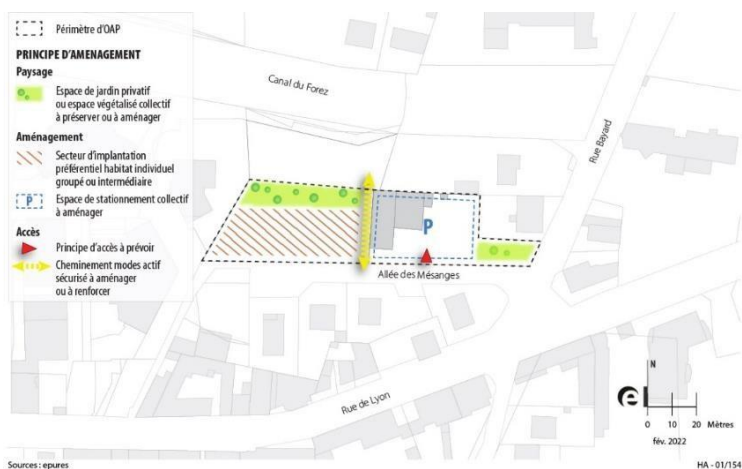 Périmètre d'OAP
PRINCIPE D'AMENAGEMENT
Paysage
Espace de jardin privatif
ou espace végétalisé collectif
à préserver ou à aménager
Aménagement
Secteur d'implantation
préférentiel habitat individuel
groupé ou intermédiaire
P
Espace de stationnement collectif
à aménager
Accès
Principe d'accès à prévoir
Cheminement modes actif
sécurisé à aménager
ou à renforcer
Canal du Forez
Rue Bayard
P
Allée des Mésanges
Rue de Lyon
N
e
0 10 20 Mètres
fév. 2022
Sources : epures
HA - 01/154